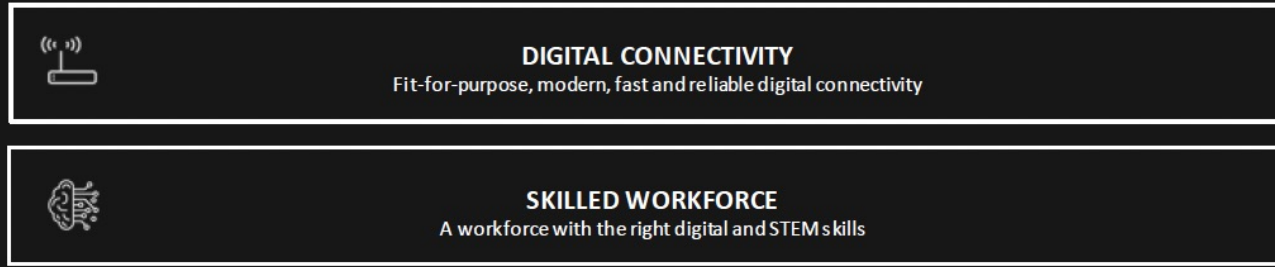 DIGITAL CONNECTIVITY
Fit-for-purpose, modern, fast and reliable digital connectivity
SKILLED WORKFORCE
A workforce with the right digital and STEM skills